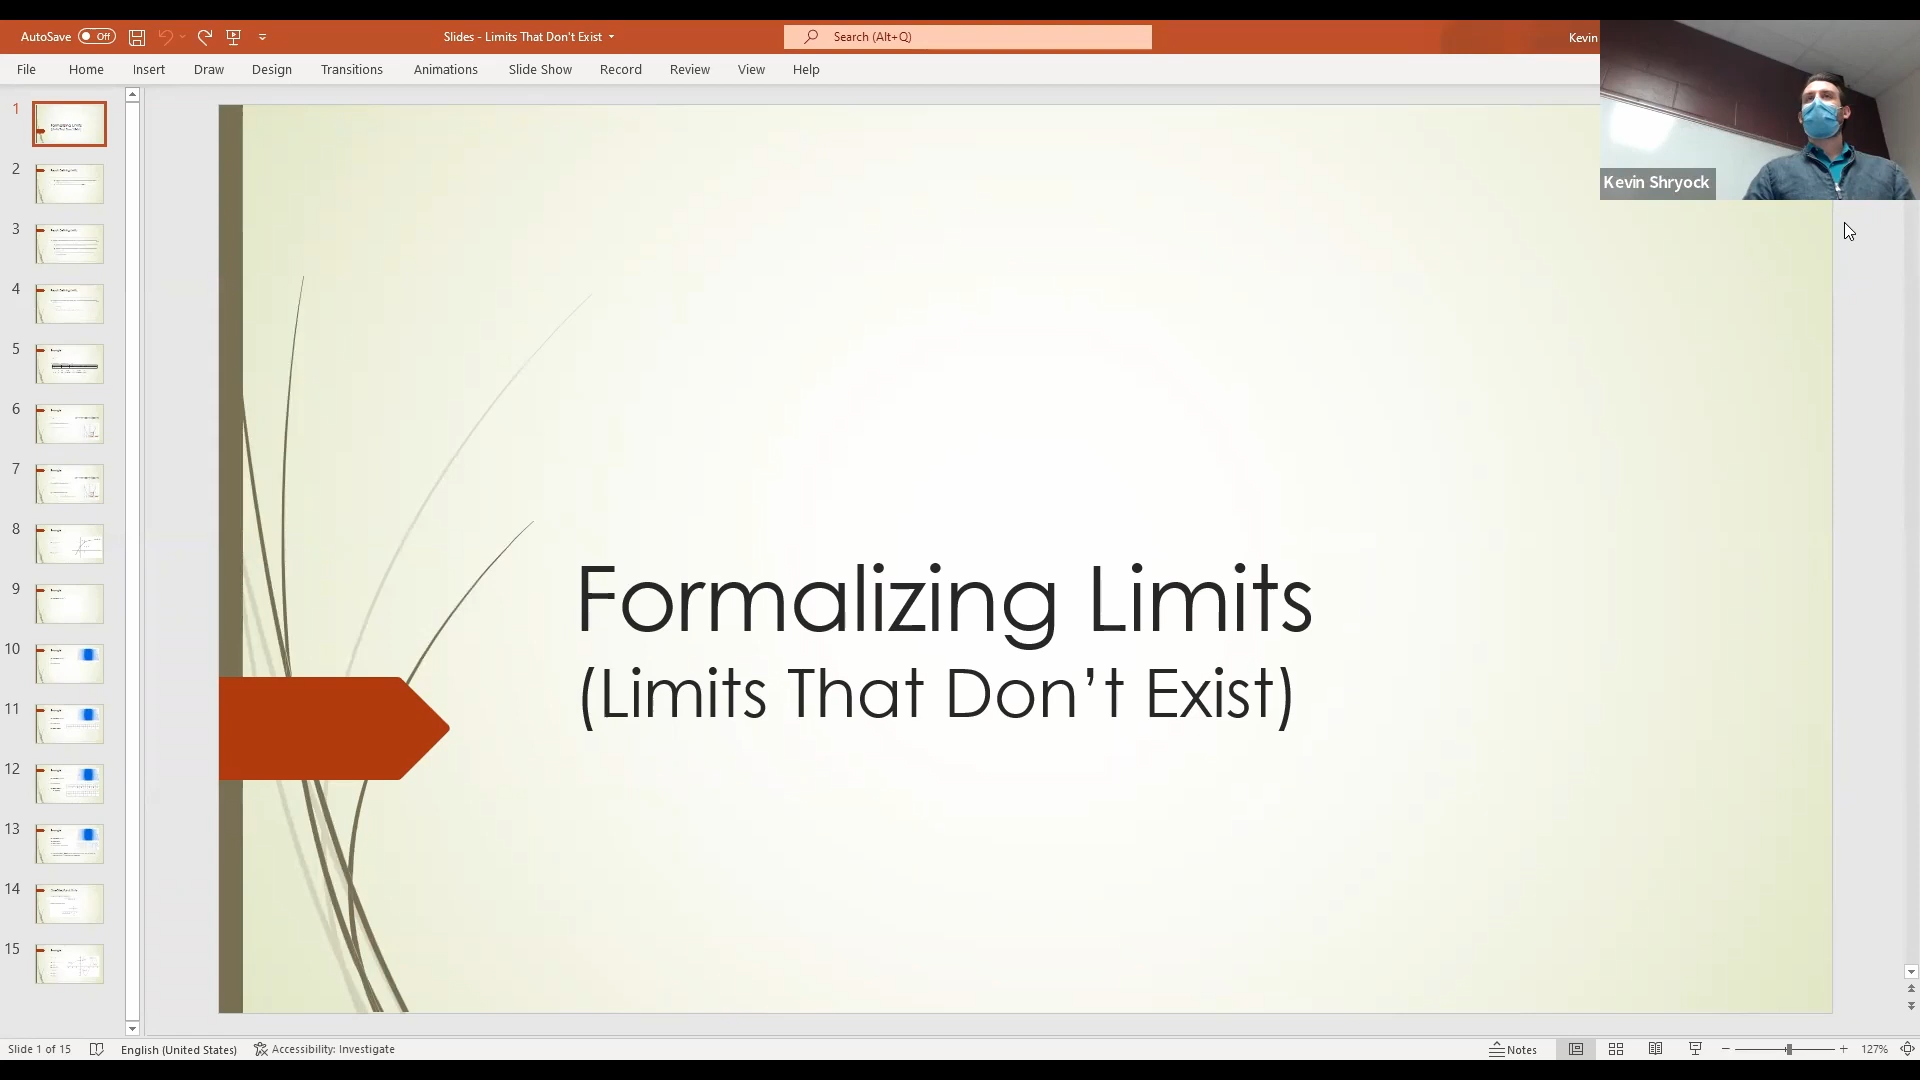 AutoSave Off
Slides - Limits That Don't Exist
Search (Alt+Q)
Kevin
File Home Insert Draw Design Transitions Animations Slide Show Record Review View Help
Kevin Shryock
1
2
3
4
5
6
7
8
9
10
11
12
13
14
15
Formalizing Limits
(Limits That Don’t Exist)
Slide 1 of 15 English (United States) Accessibility: Investigate Notes 127%